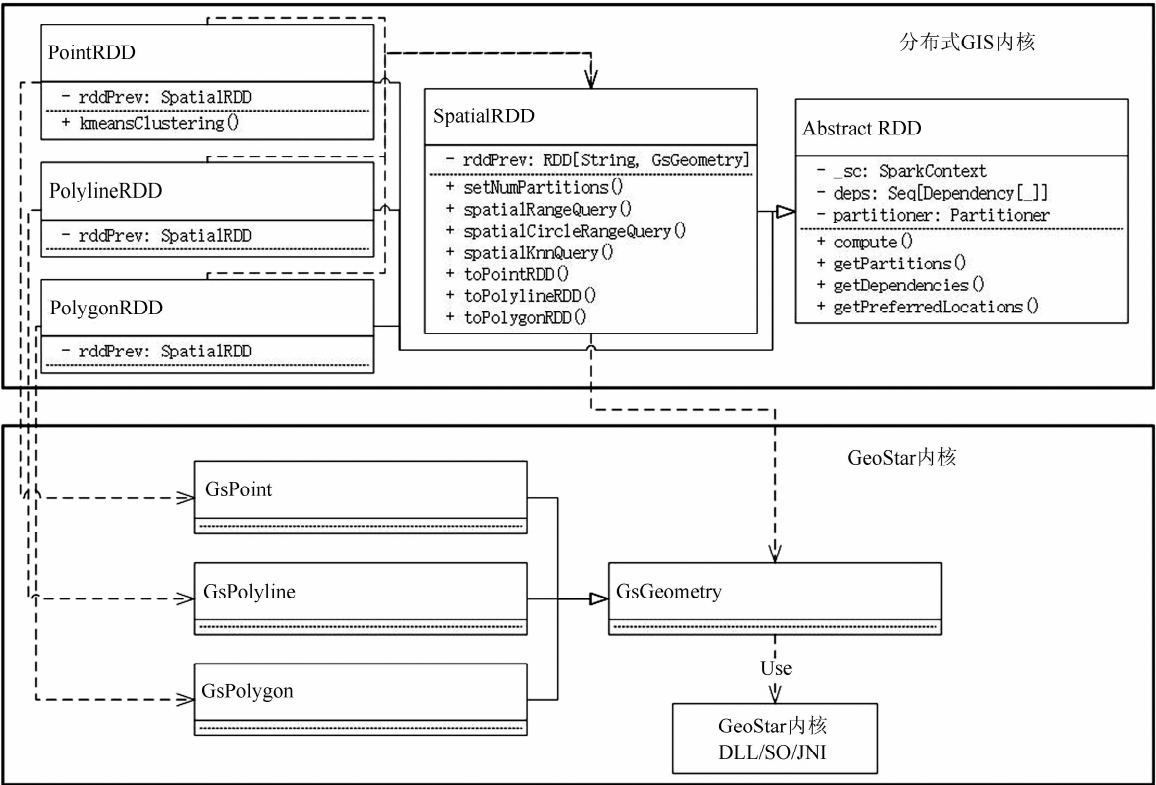 分布式GIS内核
PointRDD
- rddPrev: SpatialRDD
+ kmeansClustering()
PolylineRDD
- rddPrev: SpatialRDD
PolygonRDD
- rddPrev: SpatialRDD
SpatialRDD
- rddPrev: RDD[String, GsGeometry]
+ setNumPartitions()
+ spatialRangeQuery()
+ spatialCircleRangeQuery()
+ spatialKnnQuery()
+ toPointRDD()
+ toPolylineRDD()
+ toPolygonRDD()
Abstract RDD
- _sc: SparkContext
- deps: Seq[Dependency[_]]
- partitioner: Partitioner
+ compute()
+ getPartitions()
+ getDependencies()
+ getPreferredLocations()
GeoStar内核
GsPoint
GsPolyline
GsPolygon
GsGeometry
Use
GeoStar内核
DLL/SO/JNI